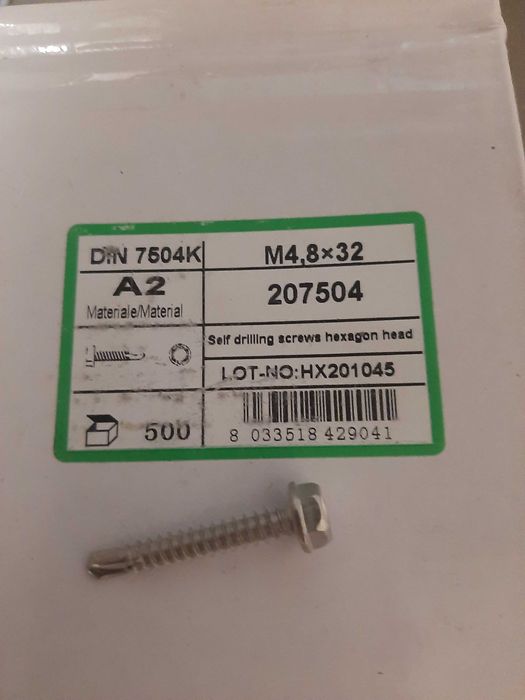 DIN 7504K
M4,8×32
A2
Materiale/Material
207504
Self drilling screws hexagon head
LOT-NO:HX201045
500
8 033518 429041